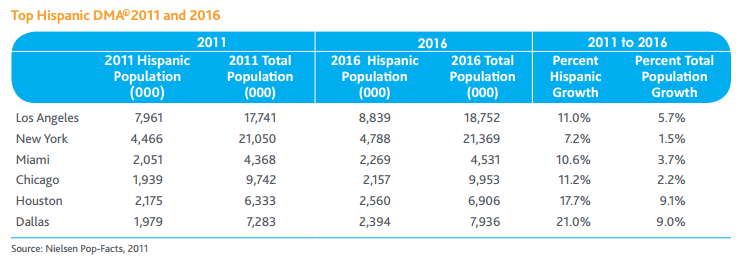 Top Hispanic DMA® 2011 and 2016
2011 2016 2011 to 2016
2011 Hispanic 2011 Total 2016 Hispanic 2016 Total Percent Percent Total
Population Population Population Population Hispanic Population
(000) (000) (000) (000) Growth Growth
Los Angeles 7,961 17,741 8,839 18,752 11.0% 5.7%
New York 4,466 21,050 4,788 21,369 7.2% 1.5%
Miami 2,051 4,368 2,269 4,531 10.6% 3.7%
Chicago 1,939 9,742 2,157 9,953 11.2% 2.2%
Houston 2,175 6,333 2,560 6,906 17.7% 9.1%
Dallas 1,979 7,283 2,394 7,936 21.0% 9.0%
Source: Nielsen Pop-Facts, 2011